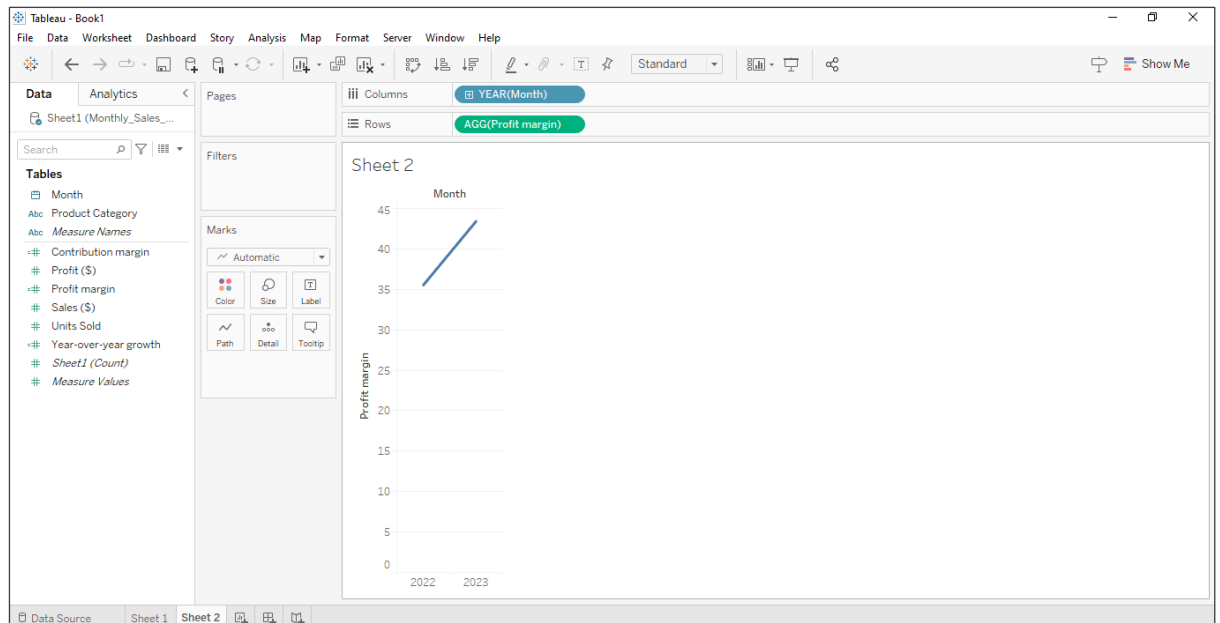 Tableau - Book1
File Data Worksheet Dashboard Story Analysis Map Format Server Window Help
Standard
Show Me
Data Analytics
Sheet1 (Monthly_Sales_...
Search
Tables
Month
Abc Product Category
Abc Measure Names
=# Contribution margin
# Profit ($)
=# Profit margin
# Sales ($)
# Units Sold
=# Year-over-year growth
# Sheet1 (Count)
# Measure Values
Pages
Filters
Marks
Automatic
Color Size Label
Path Detail Tooltip
Columns YEAR(Month)
Rows AGG(Profit margin)
Sheet 2
Month
45
40
35
30
25
20
15
10
5
0
Profit margin
2022 2023
Data Source Sheet 1 Sheet 2